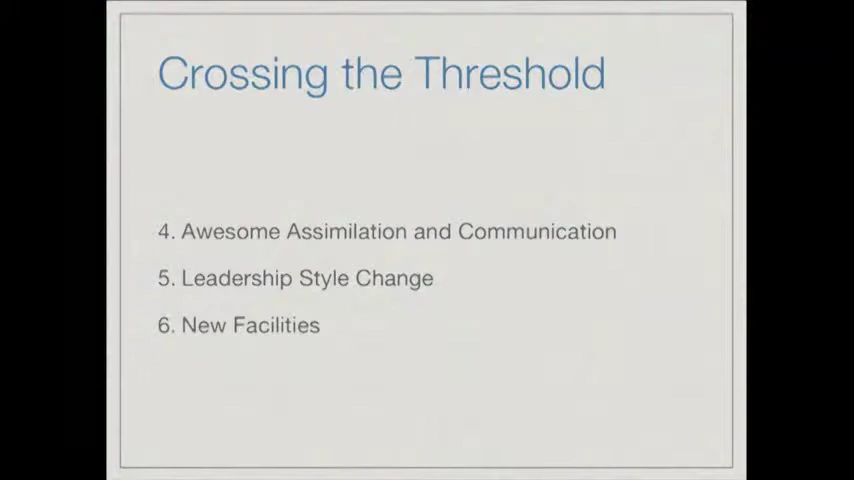 Crossing the Threshold
4. Awesome Assimilation and Communication
5. Leadership Style Change
6. New Facilities